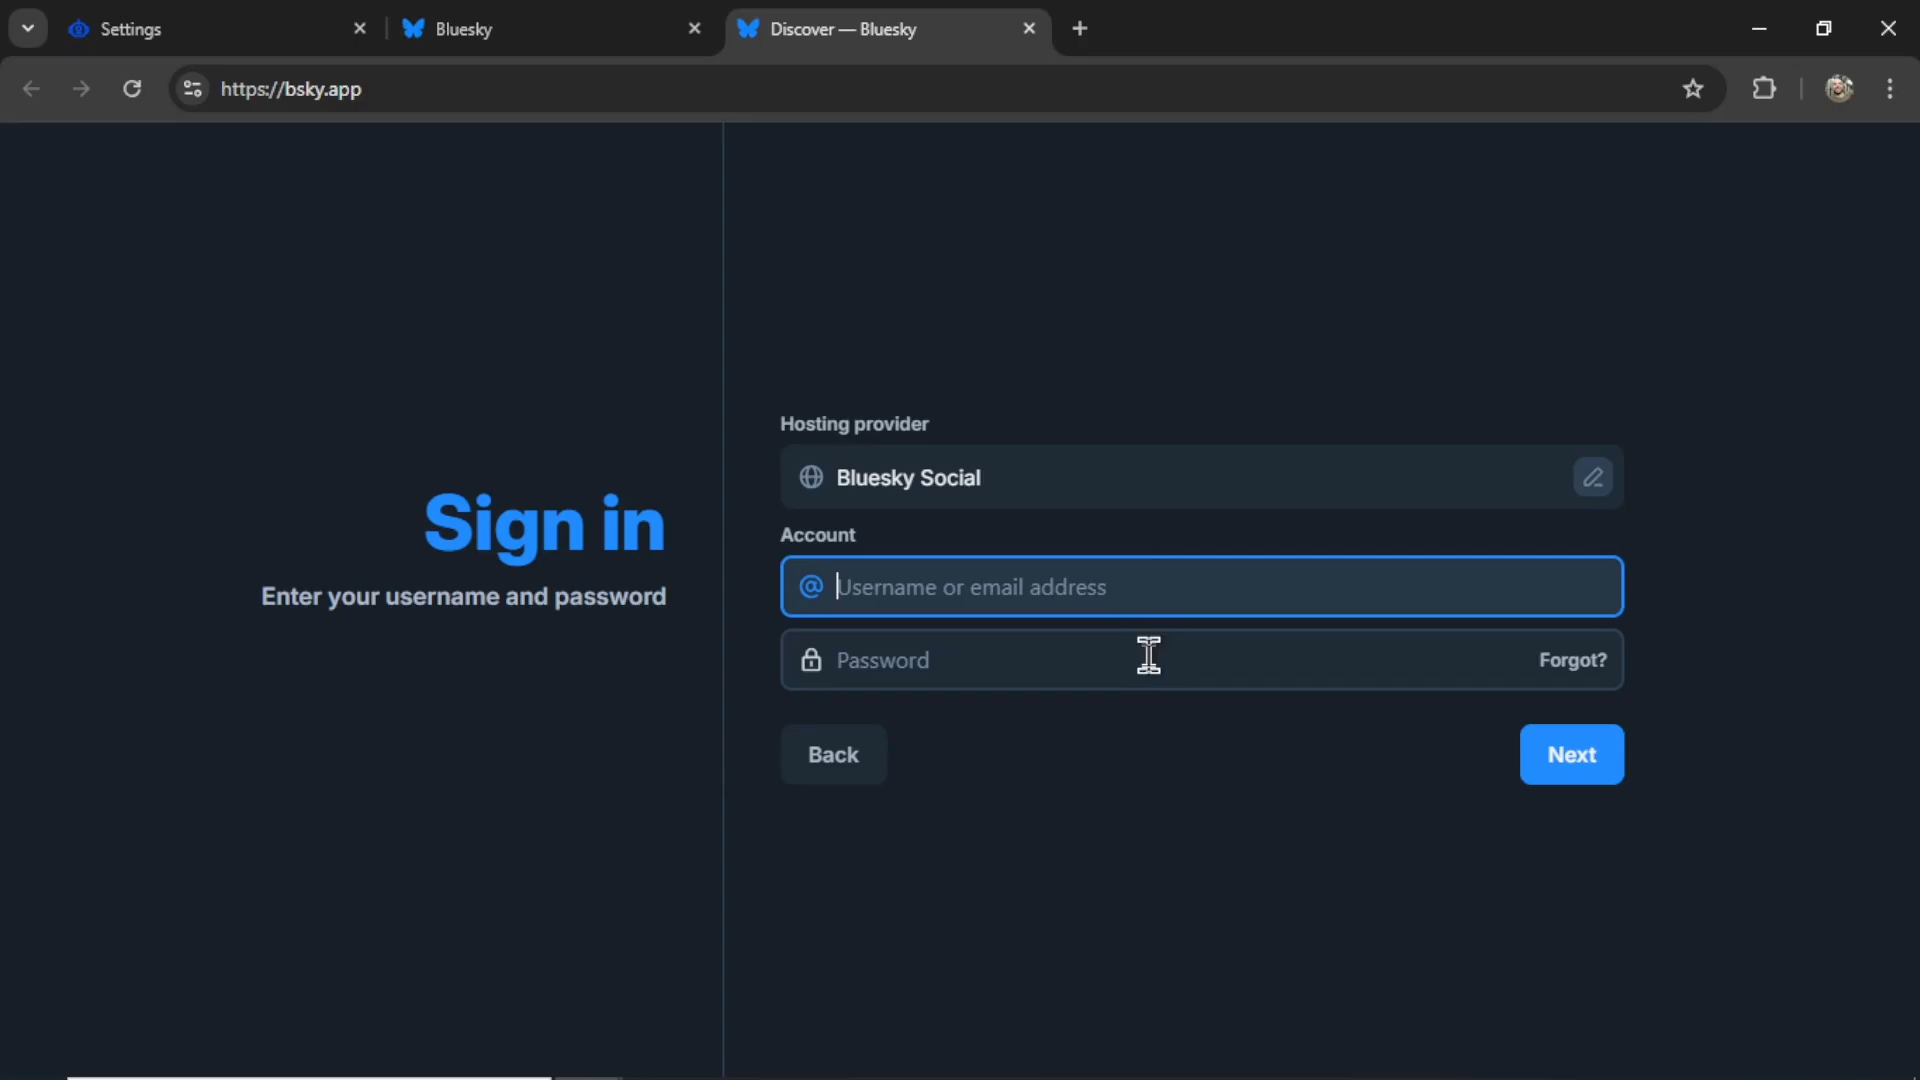 Settings
Bluesky
Discover — Bluesky
https://bsky.app
Hosting provider
Bluesky Social
Account
Sign in
Enter your username and password
@ Username or email address
Password
Forgot?
Back
Next